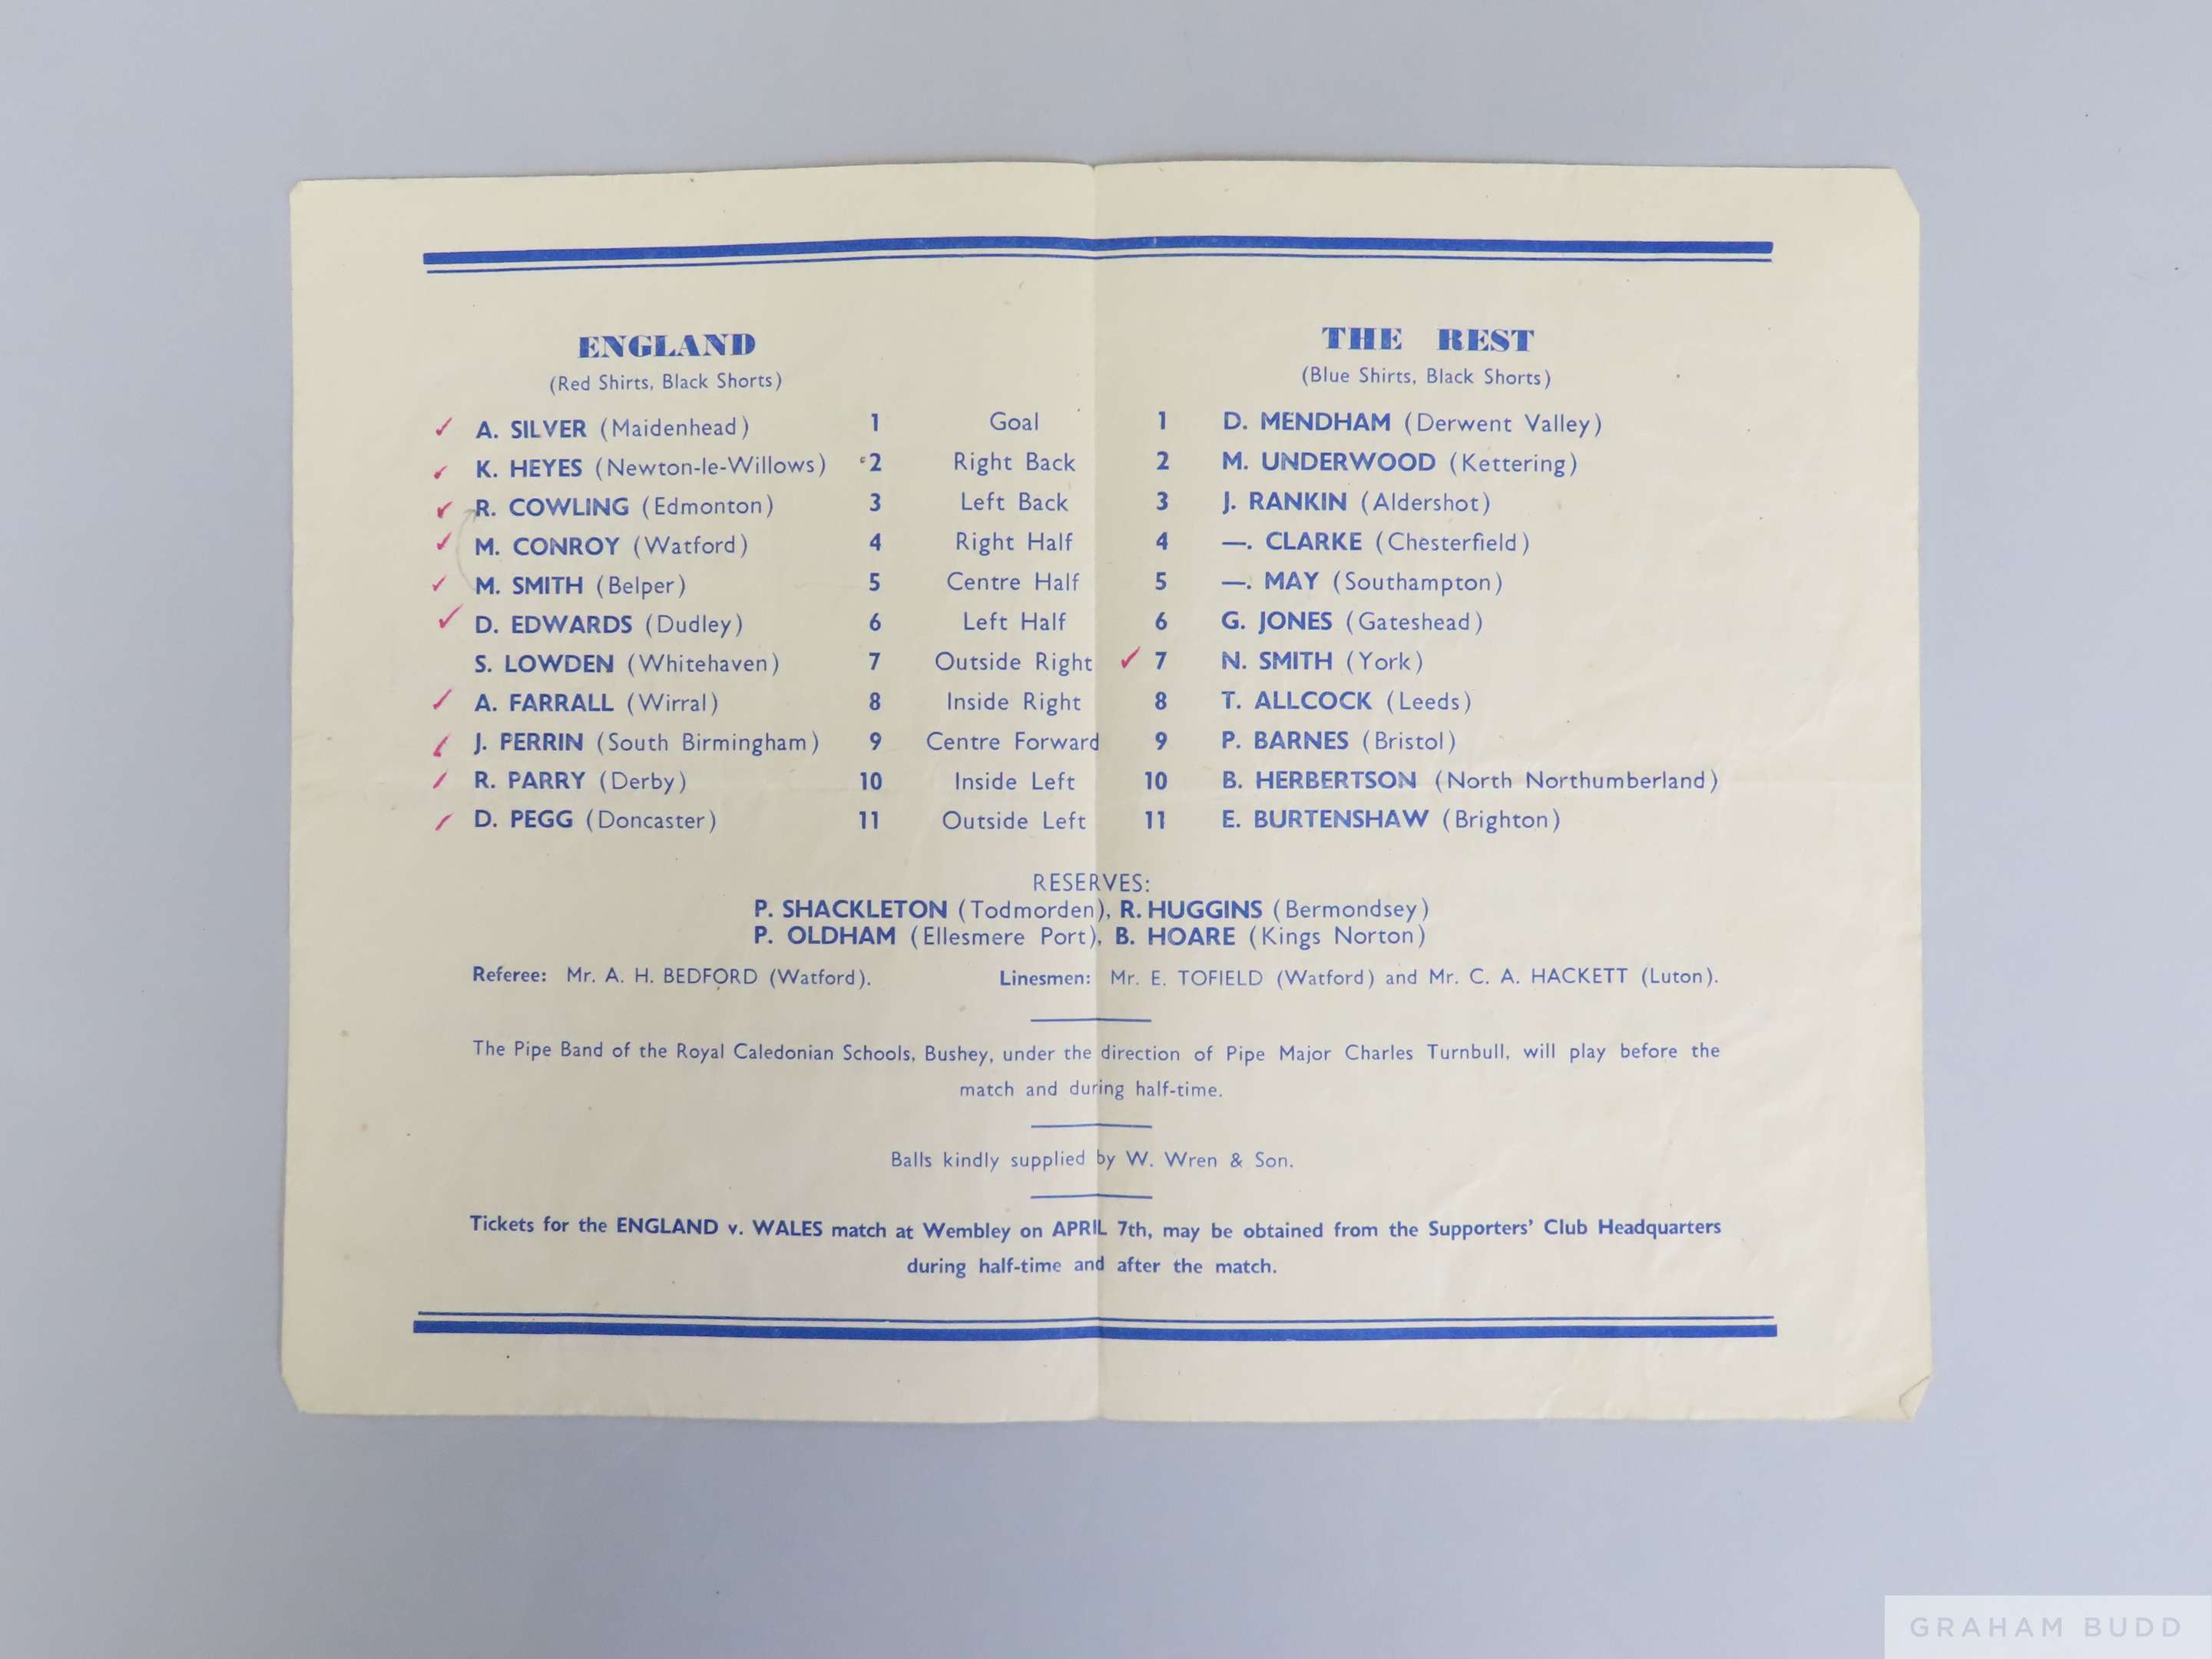 ENGLAND THE REST
(Red Shirts, Black Shorts) (Blue Shirts, Black Shorts)
A. SILVER (Maidenhead) 1 Goal 1 D. MENDHAM (Derwent Valley)
K. HEYES (Newton-le-Willows) 2 Right Back 2 M. UNDERWOOD (Kettering)
R. COWLING (Edmonton) 3 Left Back 3 J. RANKIN (Aldershot)
M. CONROY (Watford) 4 Right Half 4 —. CLARKE (Chesterfield)
M. SMITH (Belper) 5 Centre Half 5 —. MAY (Southampton)
D. EDWARDS (Dudley) 6 Left Half 6 G. JONES (Gateshead)
S. LOWDEN (Whitehaven) 7 Outside Right 7 N. SMITH (York)
A. FARRALL (Wirral) 8 Inside Right 8 T. ALLCOCK (Leeds)
J. PERRIN (South Birmingham) 9 Centre Forward 9 P. BARNES (Bristol)
R. PARRY (Derby) 10 Inside Left 10 B. HERBERTSON (North Northumberland)
D. PEGG (Doncaster) 11 Outside Left 11 E. BURTENSHAW (Brighton)
RESERVES:
P. SHACKLETON (Todmorden), R. HUGGINS (Bermondsey)
P. OLDHAM (Ellesmere Port), B. HOARE (Kings Norton)
Referee: Mr. A. H. BEDFORD (Watford). Linesmen: Mr. E. TOFIELD (Watford) and Mr. C. A. HACKETT (Luton).
The Pipe Band of the Royal Caledonian Schools, Bushey, under the direction of Pipe Major Charles Turnbull, will play before the
match and during half-time.
Balls kindly supplied by W. Wren & Son.
Tickets for the ENGLAND v. WALES match at Wembley on APRIL 7th, may be obtained from the Supporters' Club Headquarters
during half-time and after the match.
GRAHAM BUDD